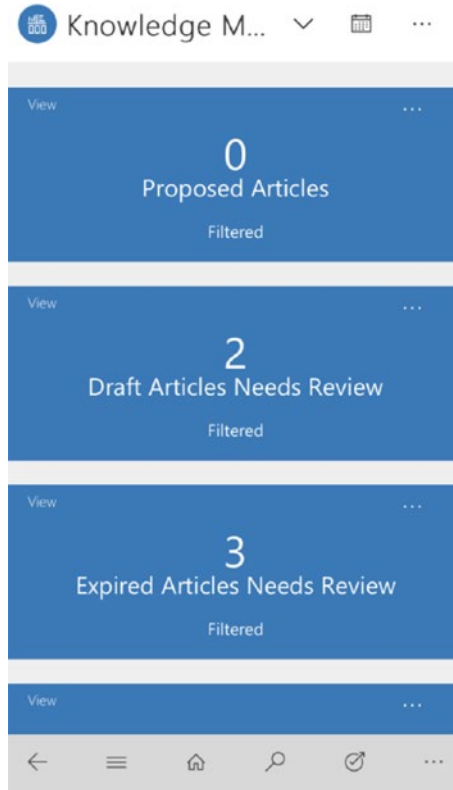 Knowledge M...
View
0
Proposed Articles
Filtered
View
2
Draft Articles Needs Review
Filtered
View
3
Expired Articles Needs Review
Filtered
View